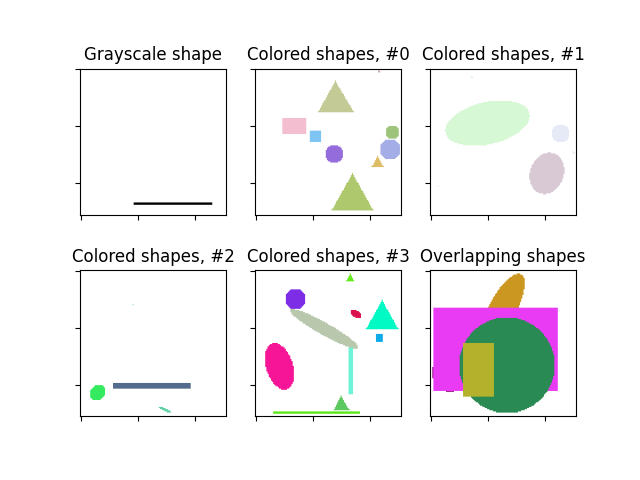 Grayscale shape
Colored shapes, #0
Colored shapes, #1
Colored shapes, #2
Colored shapes, #3
Overlapping shapes